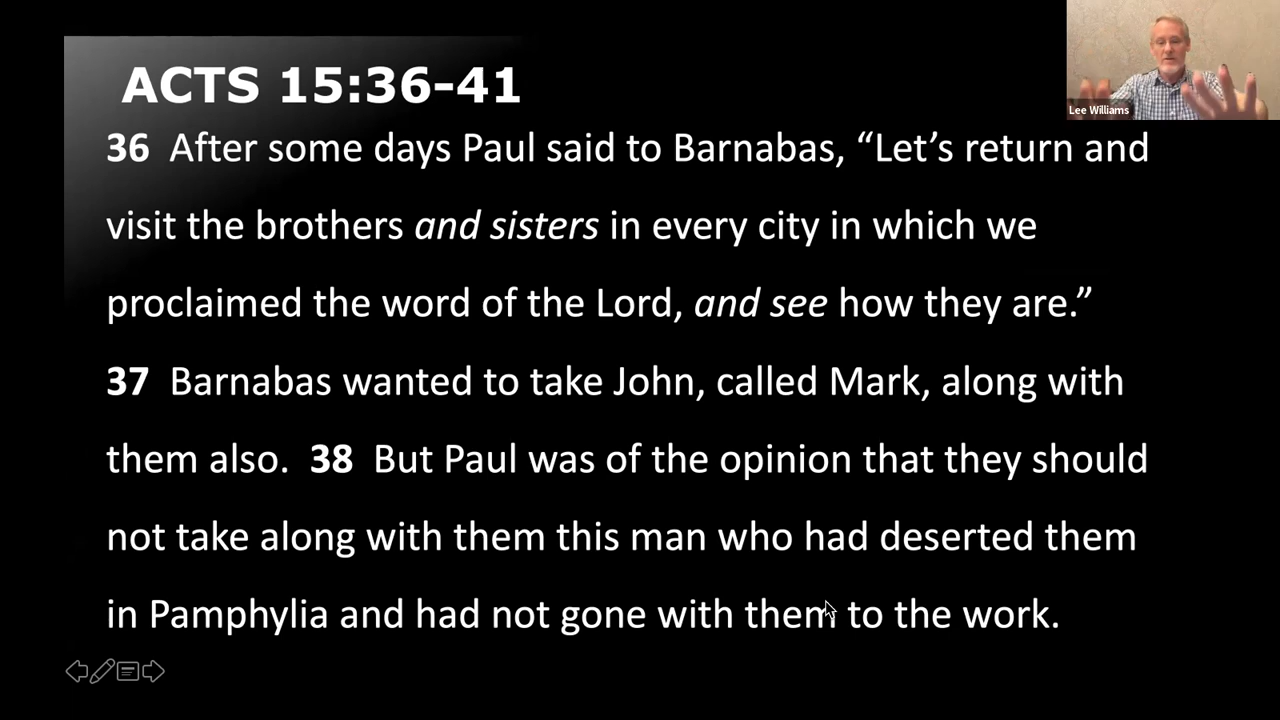 ACTS 15:36-41
Lee Williams
36 After some days Paul said to Barnabas, “Let’s return and
visit the brothers and sisters in every city in which we
proclaimed the word of the Lord, and see how they are.”
37 Barnabas wanted to take John, called Mark, along with
them also. 38 But Paul was of the opinion that they should
not take along with them this man who had deserted them
in Pamphylia and had not gone with them to the work.